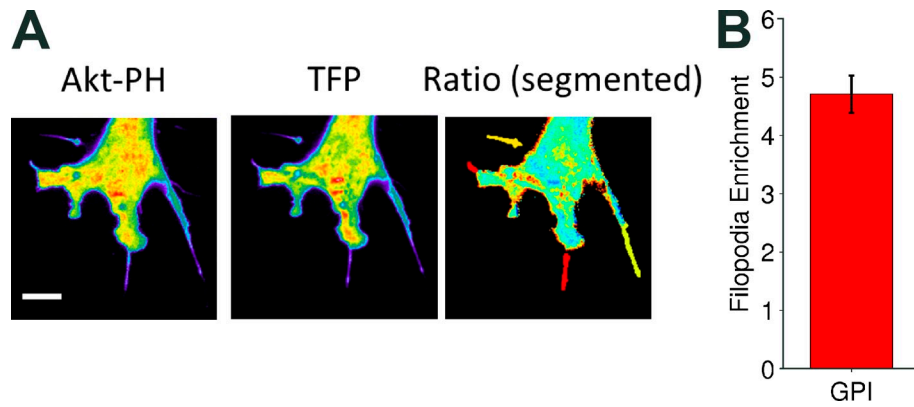 A
Akt-PH
TFP
Ratio (segmented)
B
Filopodia Enrichment
6
5
4
3
2
1
0
GPI